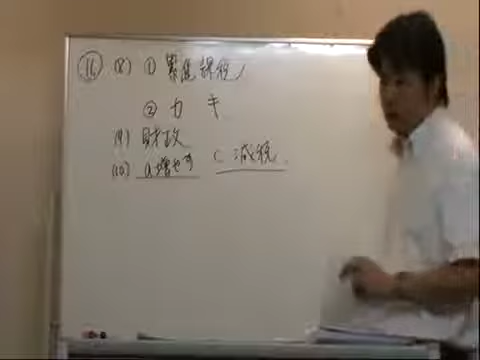 ⑯ (8) ① 累進課税
② カ キ
(9) 財政
(10) a 増やす c 減税